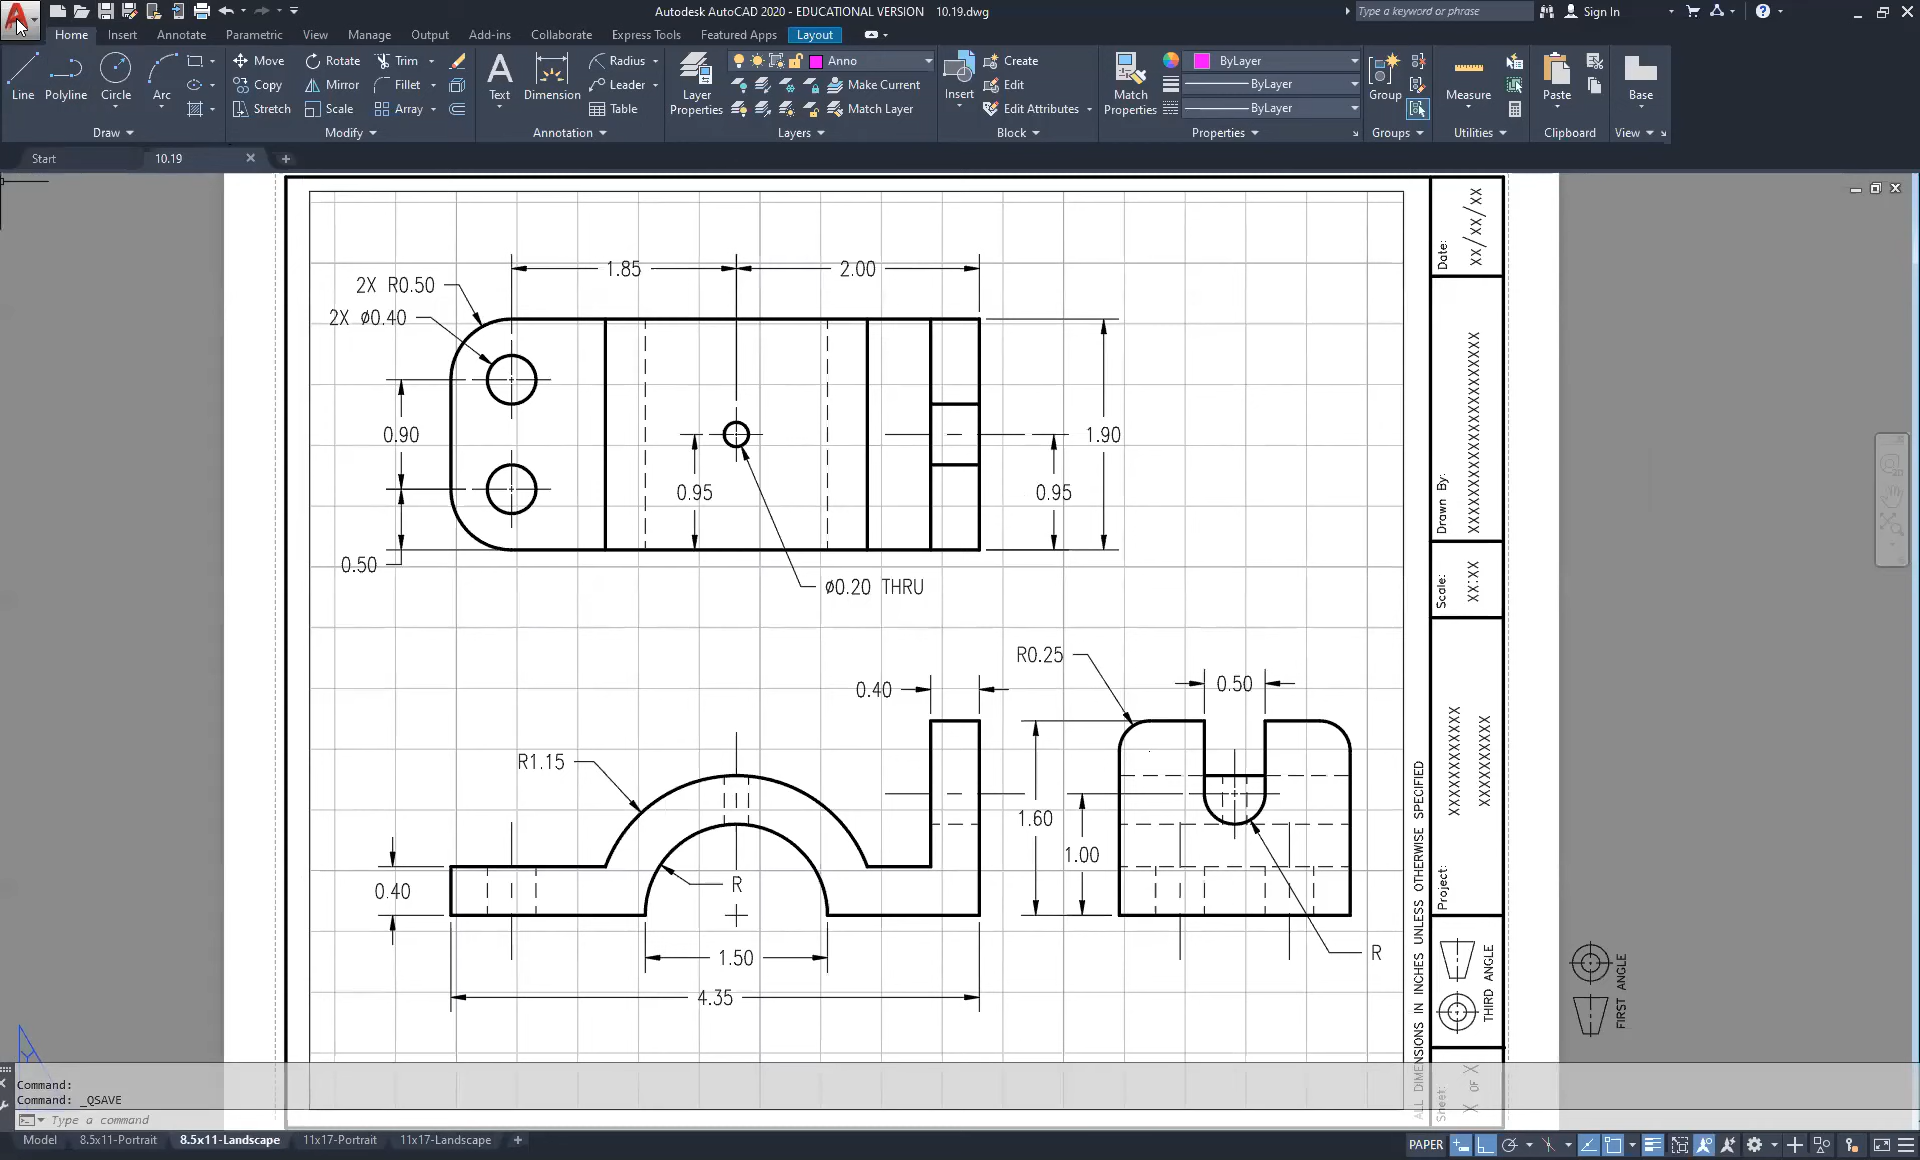 Autodesk AutoCAD 2020 - EDUCATIONAL VERSION 10.19.dwg
Type a keyword or phrase
Sign In
Home Insert Annotate Parametric View Manage Output Add-ins Collaborate Express Tools Featured Apps Layout
Line Polyline Circle Arc
Move Rotate Trim
Copy Mirror Fillet
Stretch Scale Array
Text Dimension
Radius
Leader
Table
Layer Properties
Anno
Make Current
Match Layer
Insert
Create
Edit
Edit Attributes
Match Properties
ByLayer
ByLayer
ByLayer
Group Measure Paste Base
Draw Modify Annotation Layers Block Properties Groups Utilities Clipboard View
Start 10.19
1.85 2.00
2X R0.50
2X ø0.40
0.90
0.50
0.95
0.95
1.90
ø0.20 THRU
R0.25
0.40
0.50
R1.15
1.60
1.00
0.40
R
R
1.50
4.35
Date:
xx/xx/xx
Drawn By:
XXXXXXXXXXXXXXXXXXXXXXXX
Scale:
XX:XX
Project:
XXXXXXXXXXXXX
XXXXXXXXXXX
ALL DIMENSIONS IN INCHES UNLESS OTHERWISE SPECIFIED
THIRD ANGLE
FIRST ANGLE
Sheet:
X OF X
Command:
Command: _QSAVE
Type a command
Model 8.5x11-Portrait 8.5x11-Landscape 11x17-Portrait 11x17-Landscape
PAPER